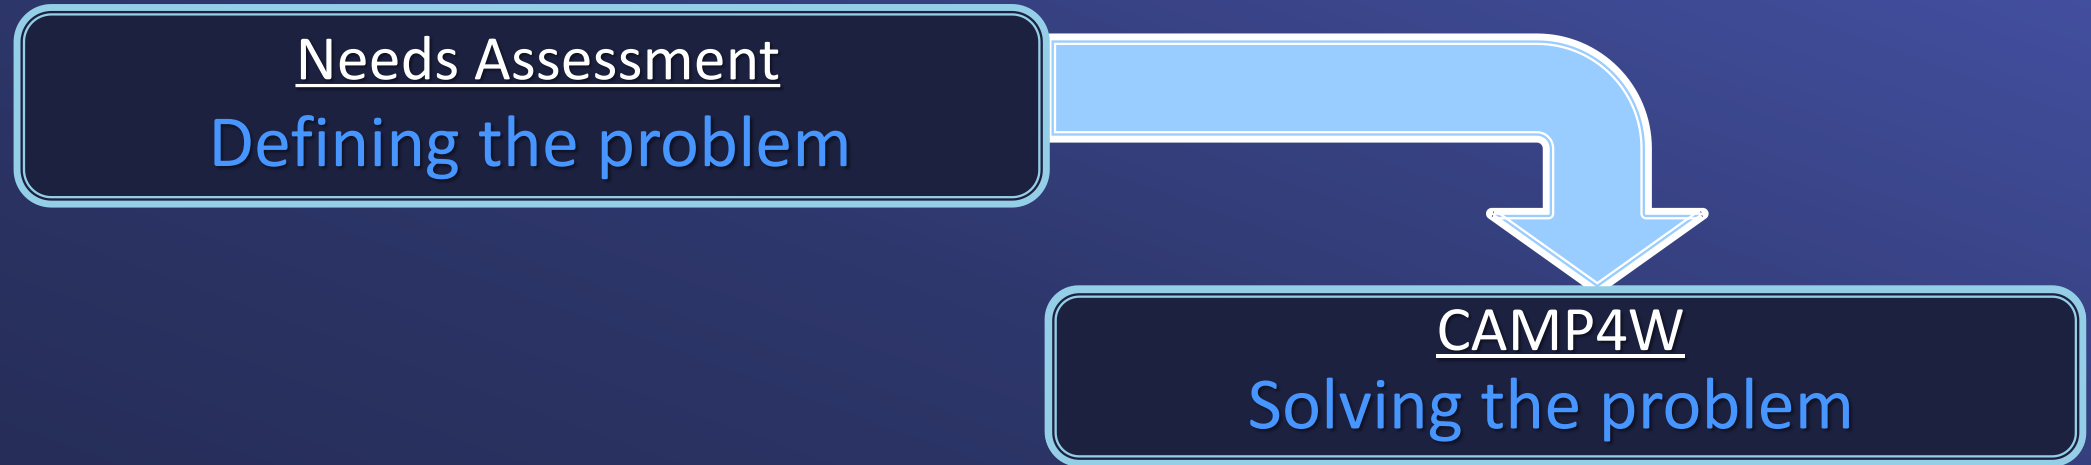 Needs Assessment
Defining the problem
CAMP4W
Solving the problem